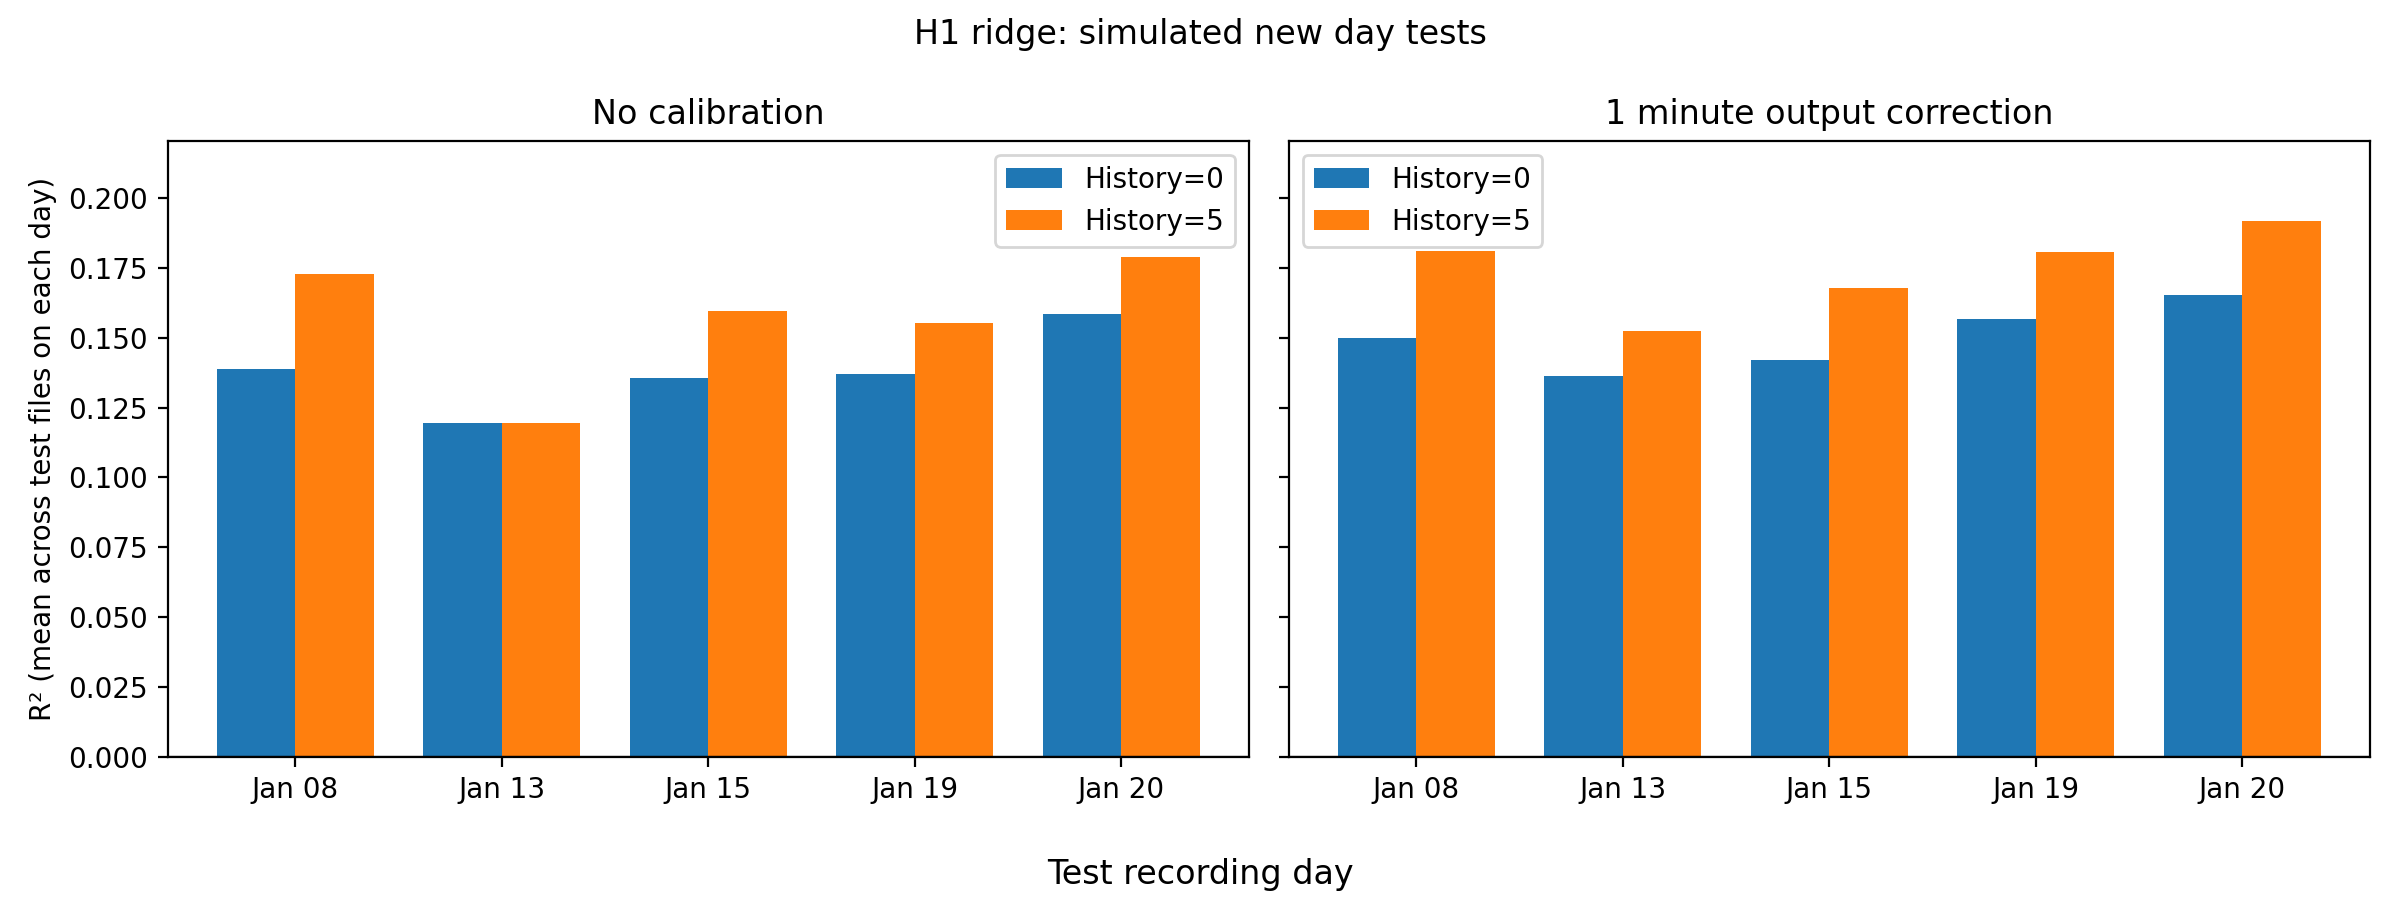 H1 ridge: simulated new day tests
No calibration
R² (mean across test files on each day)
0.200
0.175
0.150
0.125
0.100
0.075
0.050
0.025
0.000
History=0
History=5
Jan 08 Jan 13 Jan 15 Jan 19 Jan 20
1 minute output correction
History=0
History=5
Jan 08 Jan 13 Jan 15 Jan 19 Jan 20
Test recording day